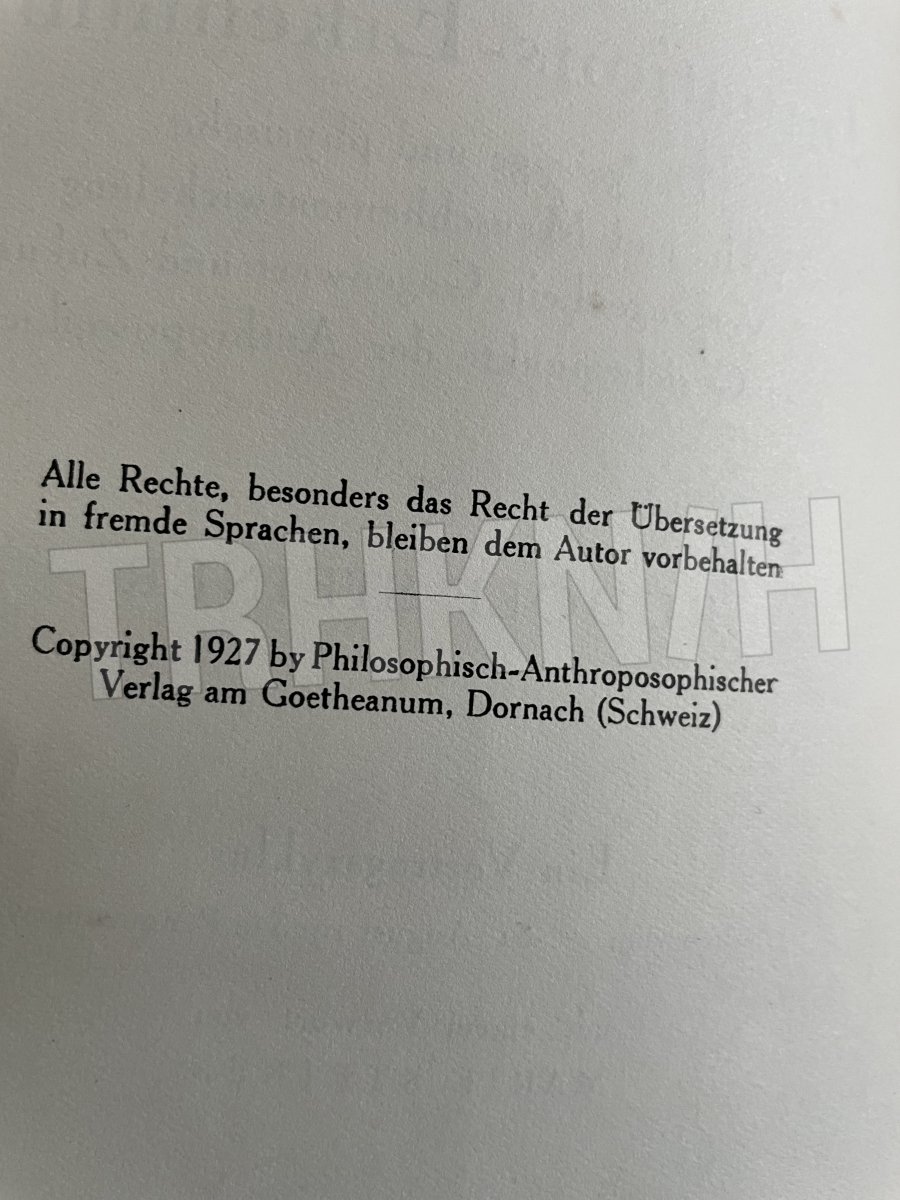 Alle Rechte, besonders das Recht der Übersetzung
in fremde Sprachen, bleiben dem Autor vorbehalten
Copyright 1927 by Philosophisch-Anthroposophischer
Verlag am Goetheanum, Dornach (Schweiz)
TRHKN/H